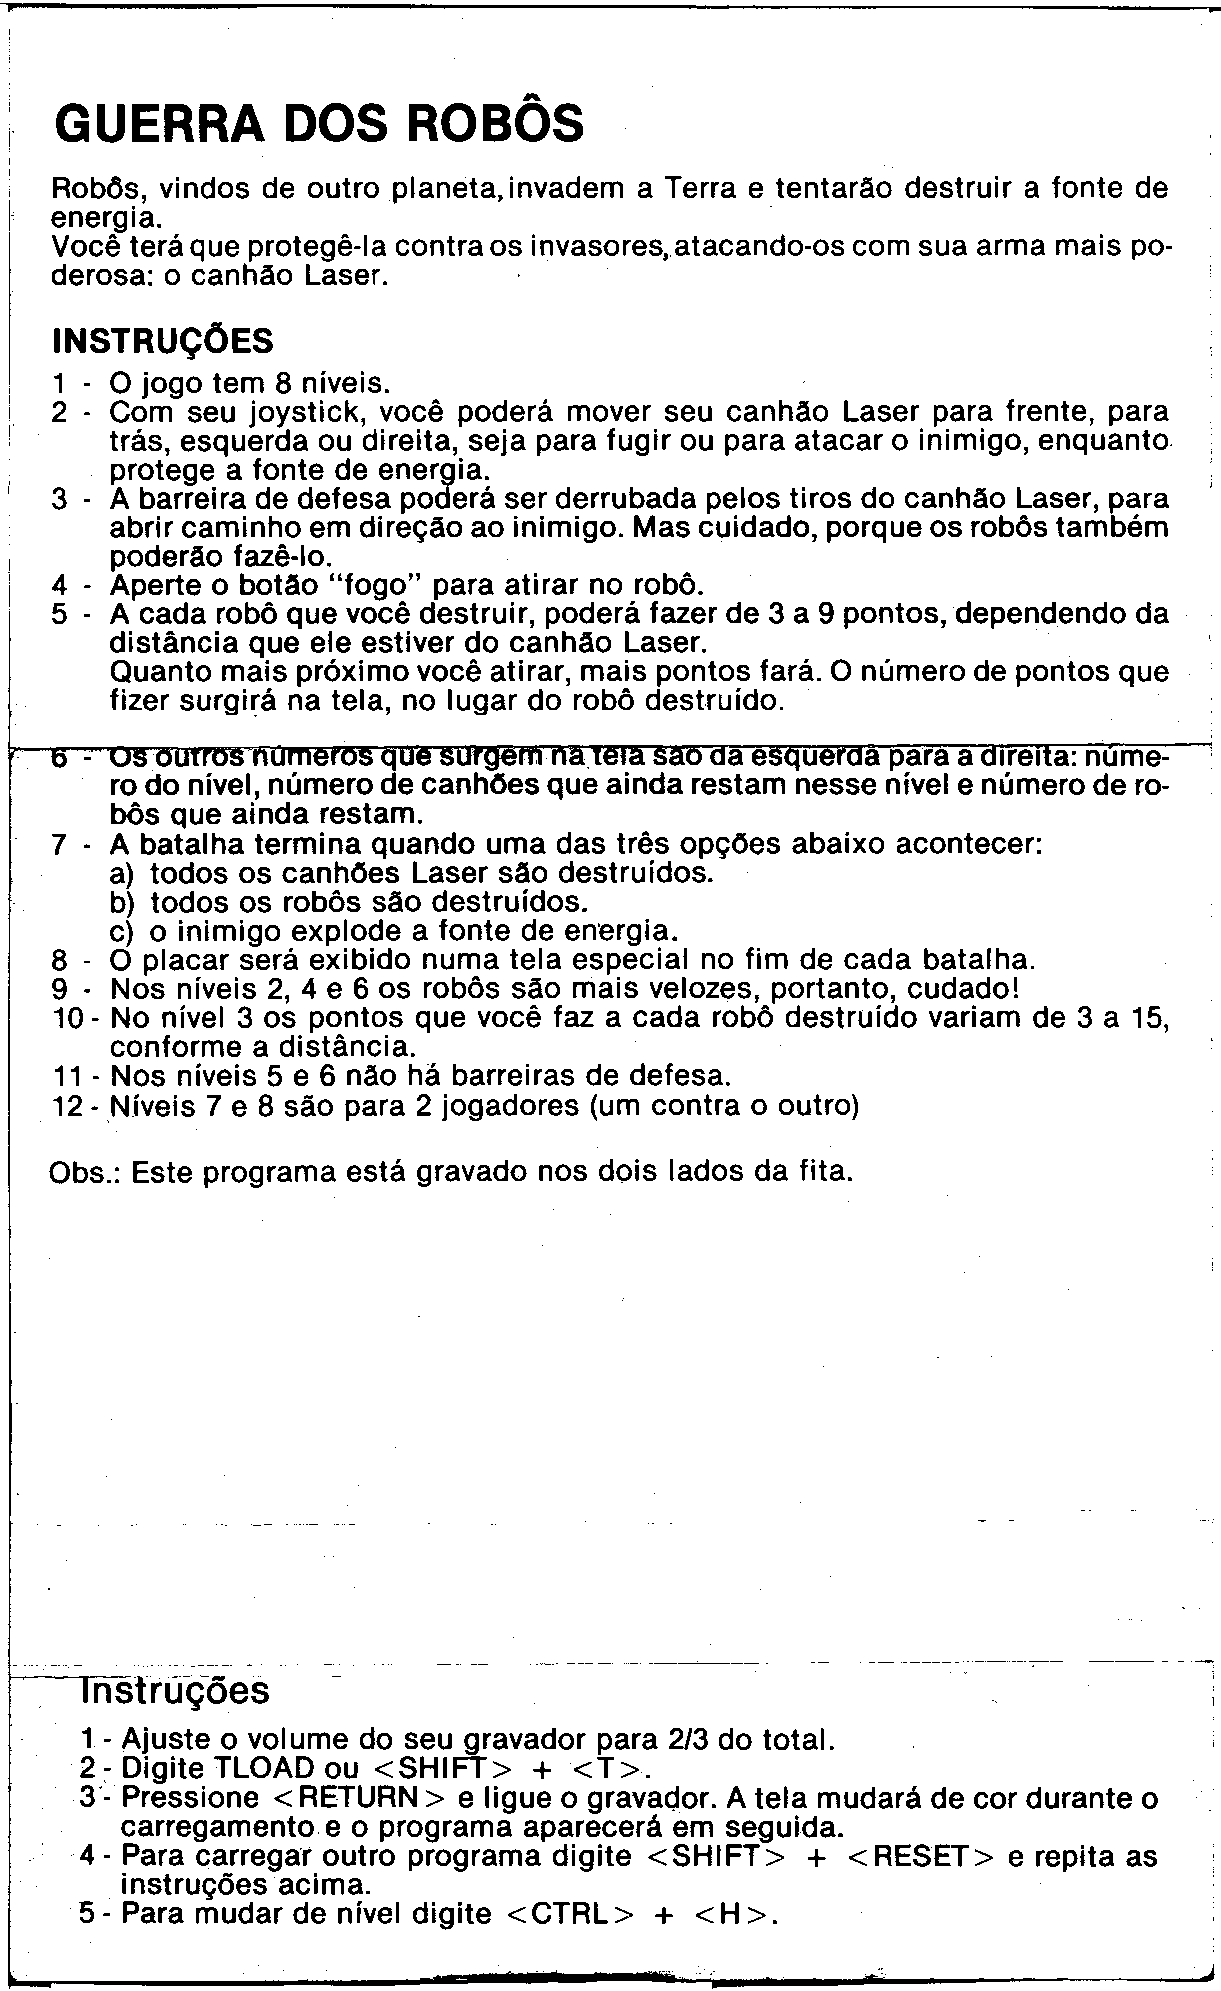 GUERRA DOS ROBÔS
Robôs, vindos de outro planeta, invadem a Terra e tentarão destruir a fonte de
energia.
Você terá que protegê-la contra os invasores, atacando-os com sua arma mais po-
derosa: o canhão Laser.
INSTRUÇÕES
1 - O jogo tem 8 níveis.
2 - Com seu joystick, você poderá mover seu canhão Laser para frente, para
trás, esquerda ou direita, seja para fugir ou para atacar o inimigo, enquanto
protege a fonte de energia.
3 - A barreira de defesa poderá ser derrubada pelos tiros do canhão Laser, para
abrir caminho em direção ao inimigo. Mas cuidado, porque os robôs também
poderão fazê-lo.
4 - Aperte o botão "fogo" para atirar no robô.
5 - A cada robô que você destruir, poderá fazer de 3 a 9 pontos, dependendo da
distância que ele estiver do canhão Laser.
Quanto mais próximo você atirar, mais pontos fará. O número de pontos que
fizer surgirá na tela, no lugar do robô destruído.
6 - Os outros números que surgem na tela são da esquerda para a direita: núme-
ro do nível, número de canhões que ainda restam nesse nível e número de ro-
bôs que ainda restam.
7 - A batalha termina quando uma das três opções abaixo acontecer:
a) todos os canhões Laser são destruídos.
b) todos os robôs são destruídos.
c) o inimigo explode a fonte de energia.
8 - O placar será exibido numa tela especial no fim de cada batalha.
9 - Nos níveis 2, 4 e 6 os robôs são mais velozes, portanto, cudado!
10 - No nível 3 os pontos que você faz a cada robô destruído variam de 3 a 15,
conforme a distância.
11 - Nos níveis 5 e 6 não há barreiras de defesa.
12 - Níveis 7 e 8 são para 2 jogadores (um contra o outro)
Obs.: Este programa está gravado nos dois lados da fita.
Instruções
1 - Ajuste o volume do seu gravador para 2/3 do total.
2 - Digite TLOAD ou <SHIFT> + <T>.
3 - Pressione <RETURN> e ligue o gravador. A tela mudará de cor durante o
carregamento e o programa aparecerá em seguida.
4 - Para carregar outro programa digite <SHIFT> + <RESET> e repita as
instruções acima.
5 - Para mudar de nível digite <CTRL> + <H>.